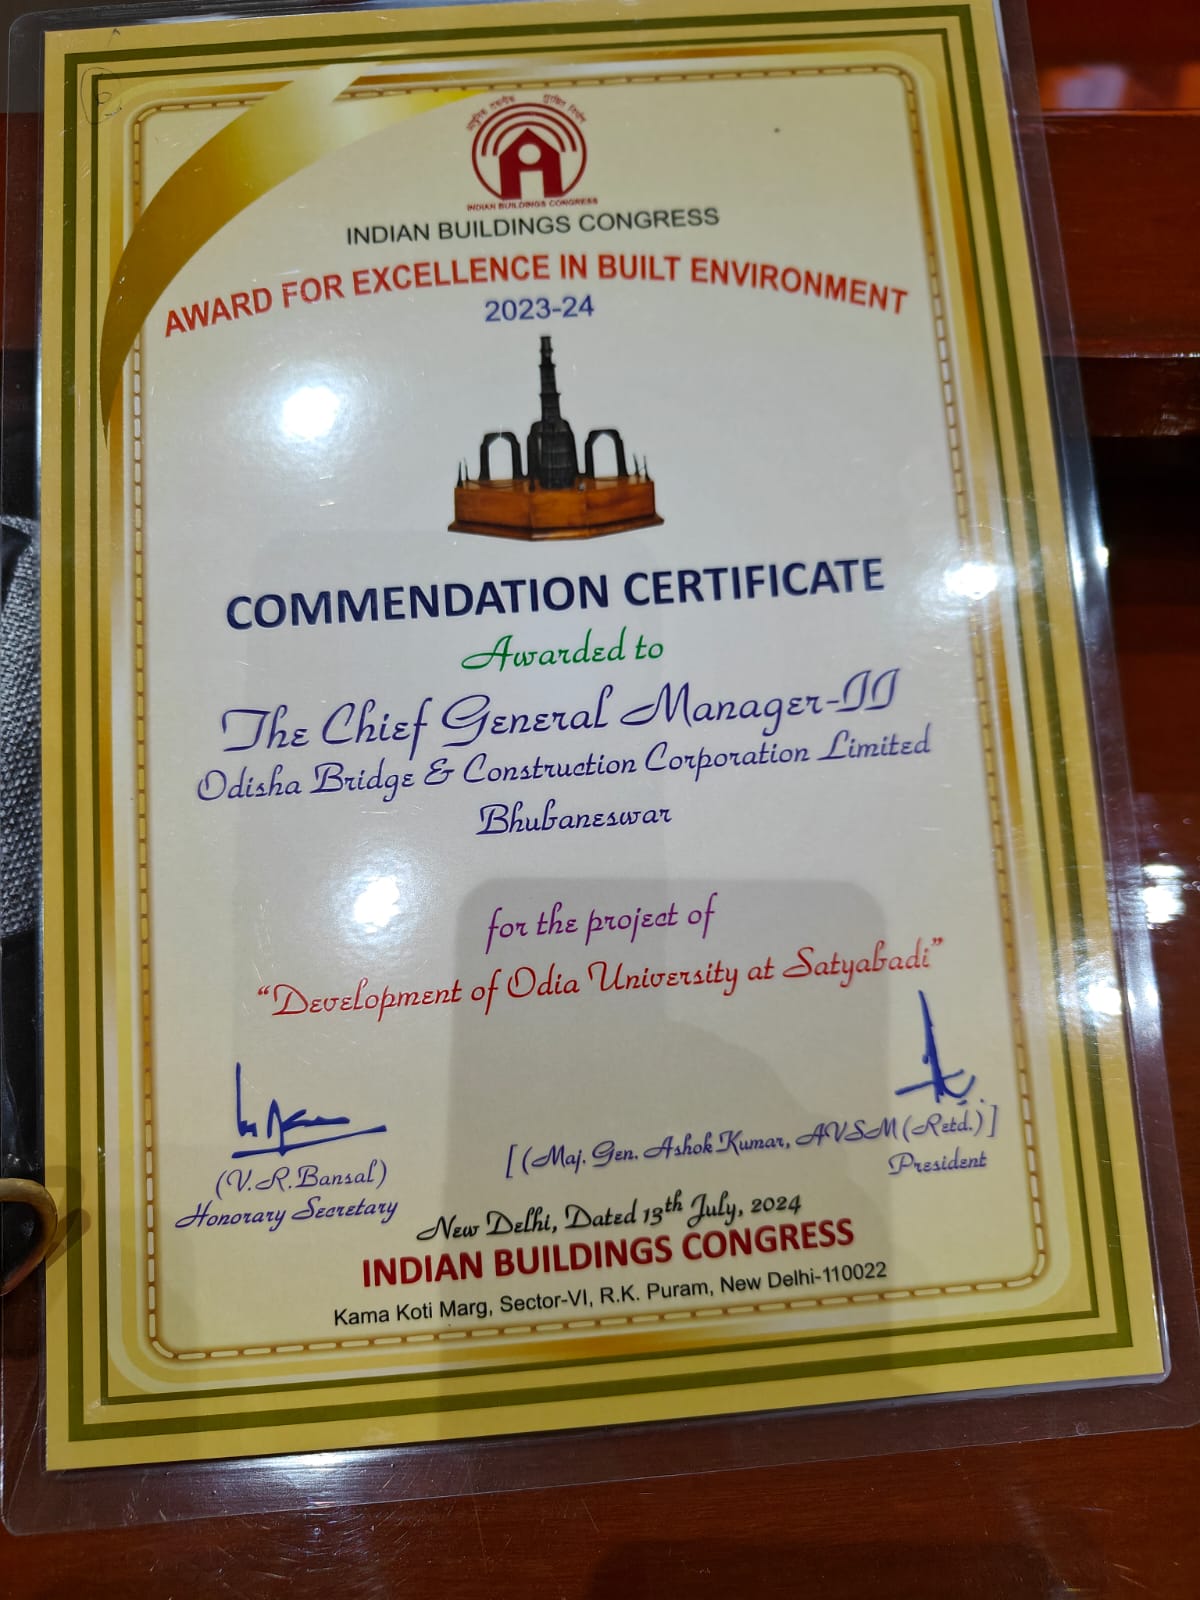 INDIAN BUILDINGS CONGRESS
INDIAN BUILDINGS CONGRESS
AWARD FOR EXCELLENCE IN BUILT ENVIRONMENT
2023-24
COMMENDATION CERTIFICATE
Awarded to
The Chief General Manager-II
Odisha Bridge & Construction Corporation Limited
Bhubaneswar
for the project of
"Development of Odia University at Satyabadi"
(V.R.Bansal)
Honorary Secretary
[(Maj. Gen. Ashok Kumar, AVSM (Retd.)]
President
New Delhi, Dated 13th July, 2024
INDIAN BUILDINGS CONGRESS
Kama Koti Marg, Sector-VI, R.K. Puram, New Delhi-110022